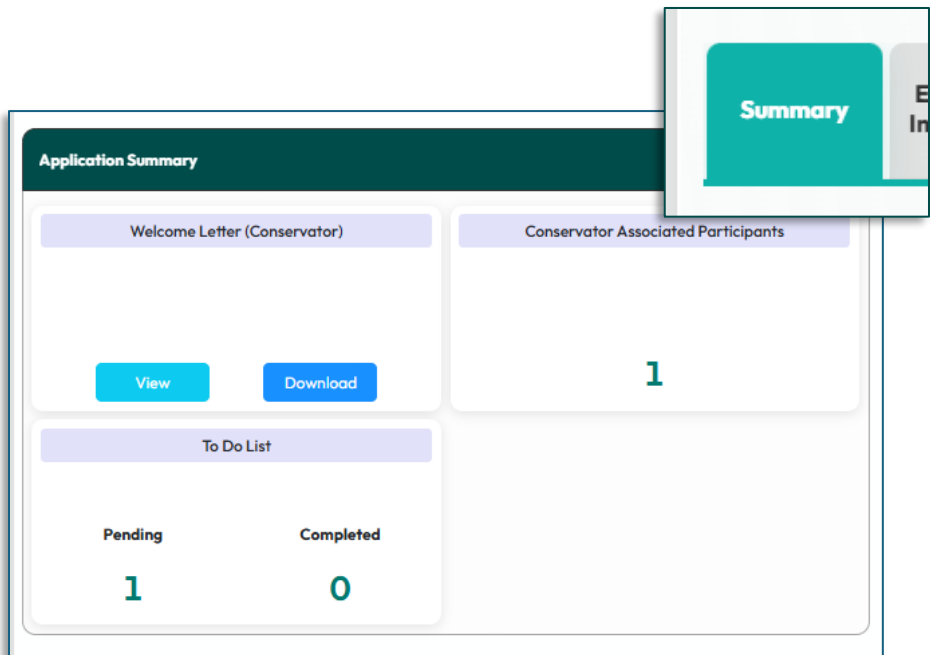 Summary
Application Summary
Welcome Letter (Conservator)
Conservator Associated Participants
View
Download
1
To Do List
Pending
Completed
1
0